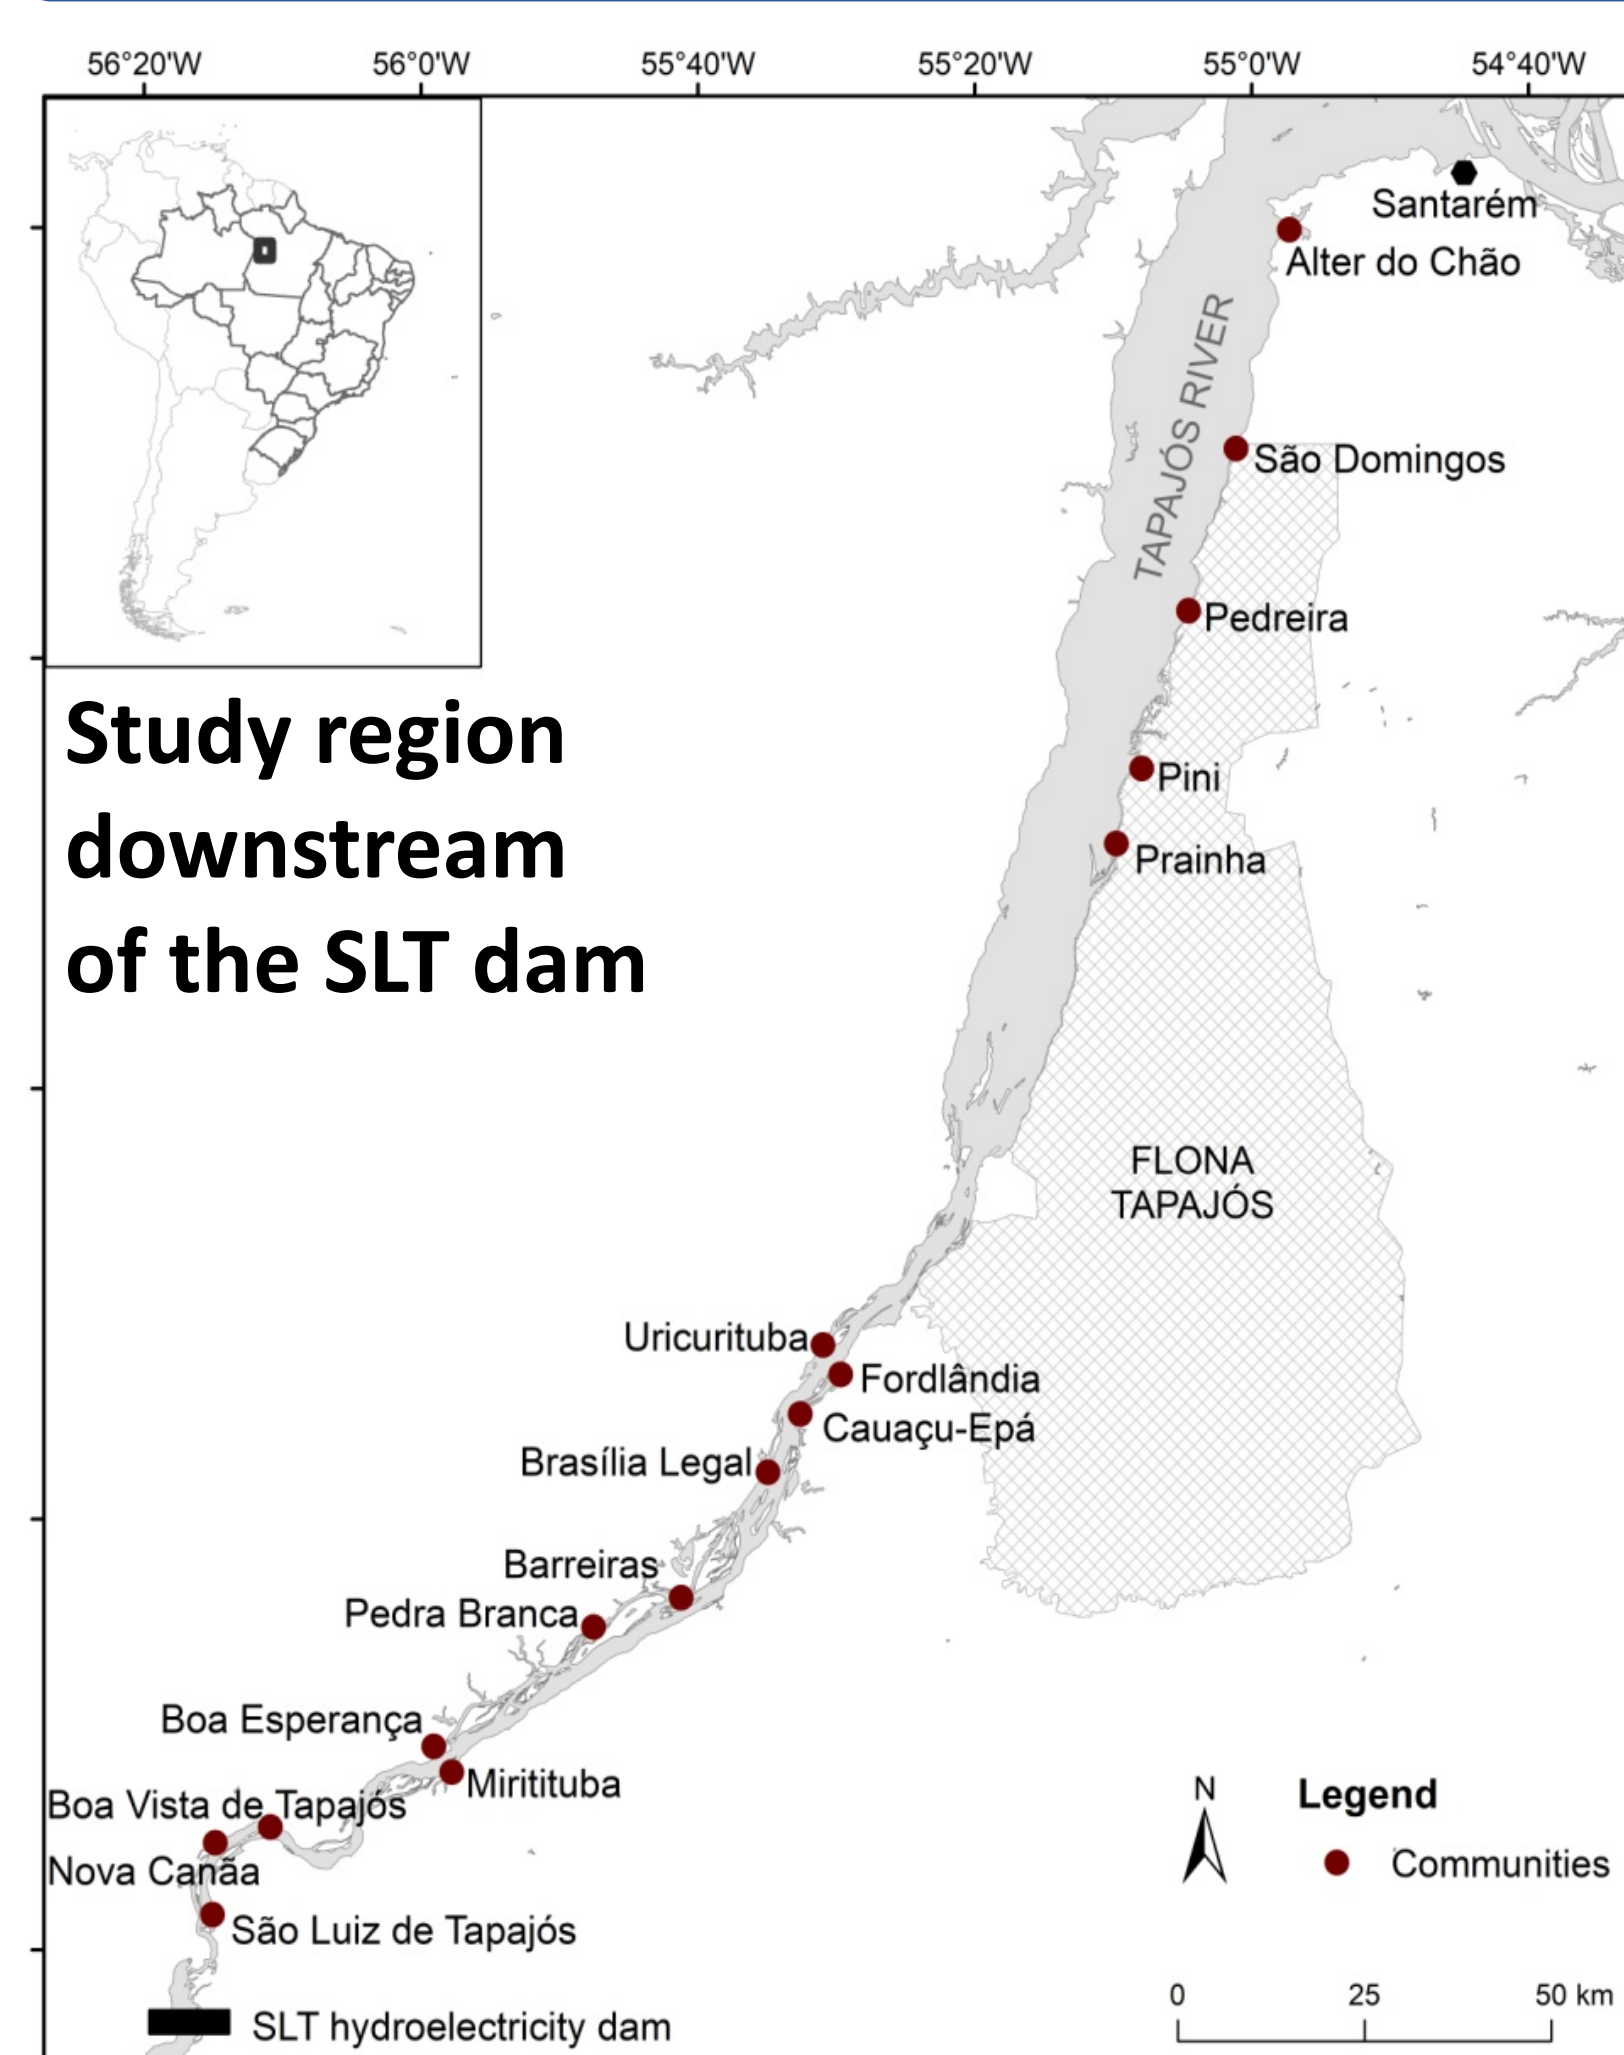 56°20'W 56°0'W 55°40'W 55°20'W 55°0'W 54°40'W
Santarém
Alter do Chão
TAPAJÓS RIVER
São Domingos
Pedreira
Study region
downstream
of the SLT dam
Pini
Prainha
FLONA
TAPAJÓS
Uricurituba
Fordlândia
Cauaçu-Epá
Brasília Legal
Barreiras
Pedra Branca
Boa Esperança
Miritituba
Boa Vista de Tapajós
Nova Canãa
São Luiz de Tapajós
SLT hydroelectricity dam
N
Legend
Communities
0 25 50 km